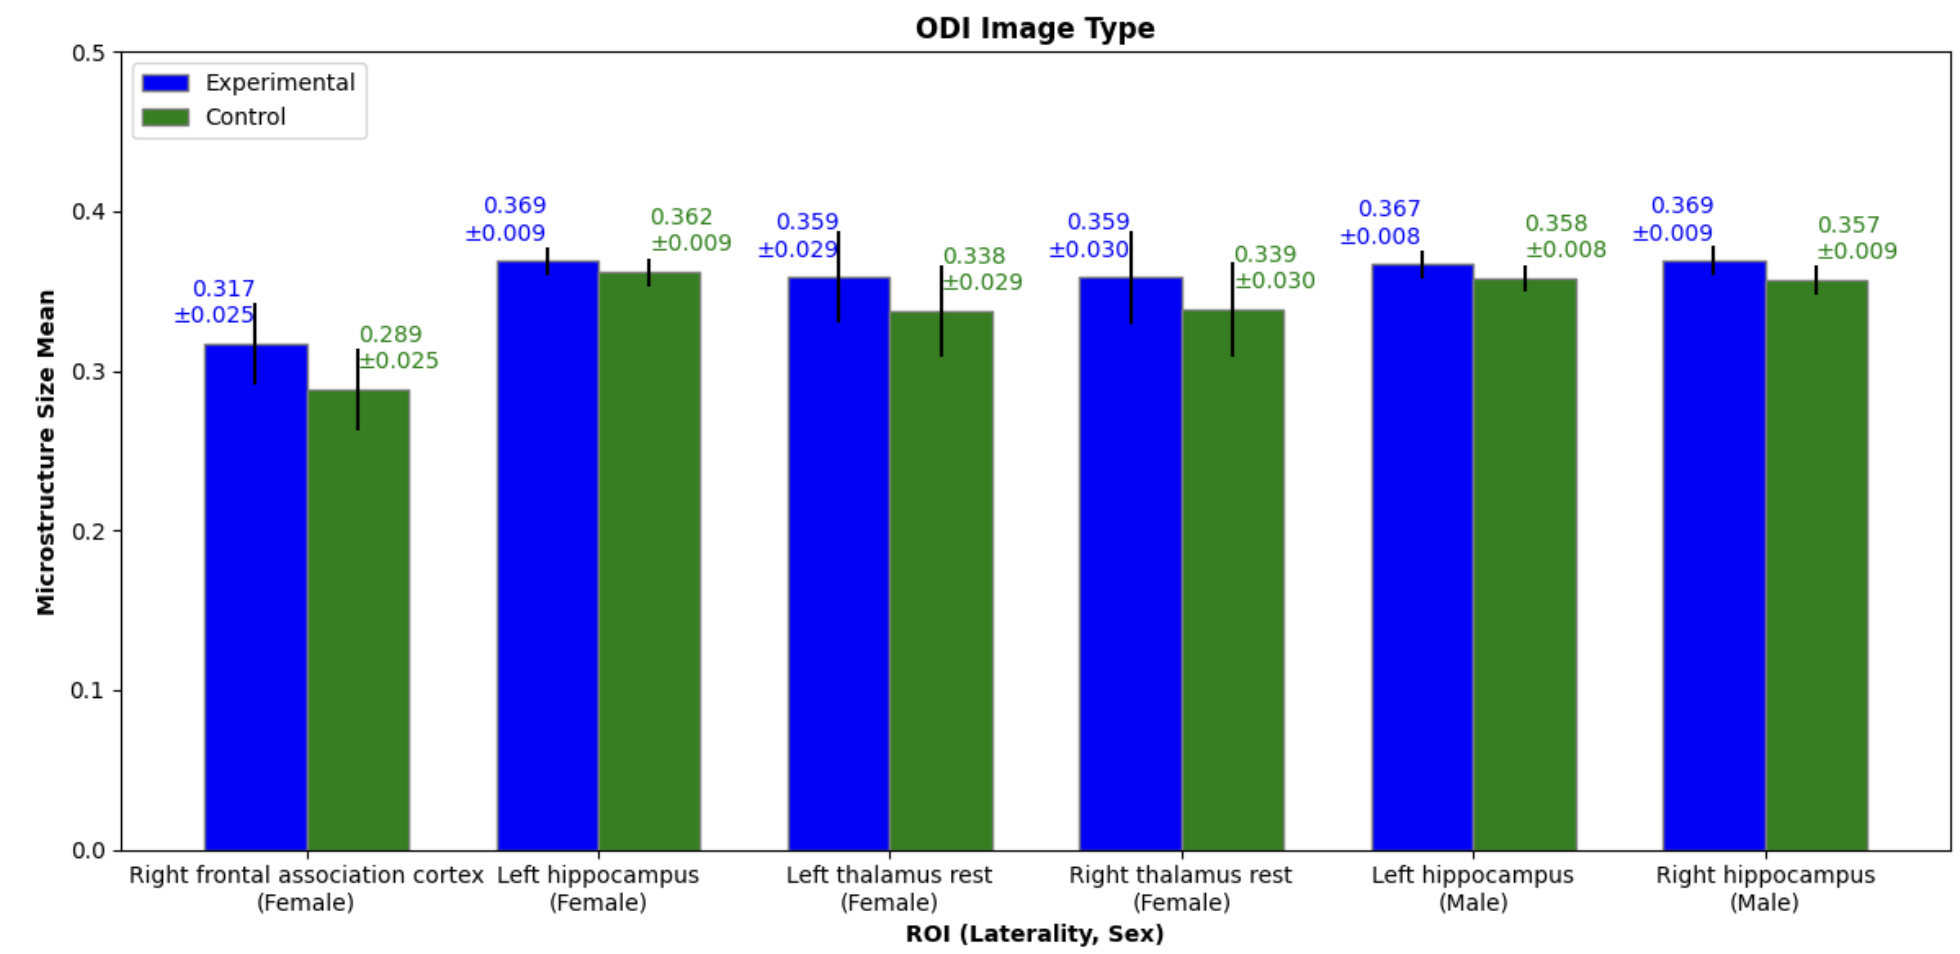 ODI Image Type
Experimental
Control
Microstructure Size Mean
0.5
0.4
0.3
0.2
0.1
0.0
0.317
±0.025
0.289
±0.025
0.369
±0.009
0.362
±0.009
0.359
±0.029
0.338
±0.029
0.359
±0.030
0.339
±0.030
0.367
±0.008
0.358
±0.008
0.369
±0.009
0.357
±0.009
Right frontal association cortex
(Female)
Left hippocampus
(Female)
Left thalamus rest
(Female)
Right thalamus rest
(Female)
Left hippocampus
(Male)
Right hippocampus
(Male)
ROI (Laterality, Sex)